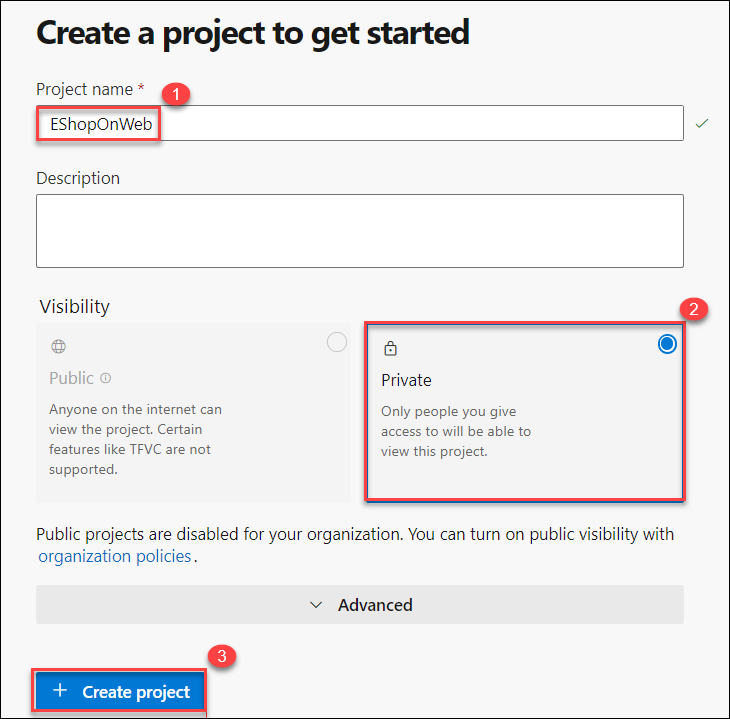 Create a project to get started
Project name *
1
EShopOnWeb
Description
Visibility
2
Public
Anyone on the internet can
view the project. Certain
features like TFVC are not
supported.
Private
Only people you give
access to will be able to
view this project.
Public projects are disabled for your organization. You can turn on public visibility with
organization policies.
Advanced
3
+ Create project